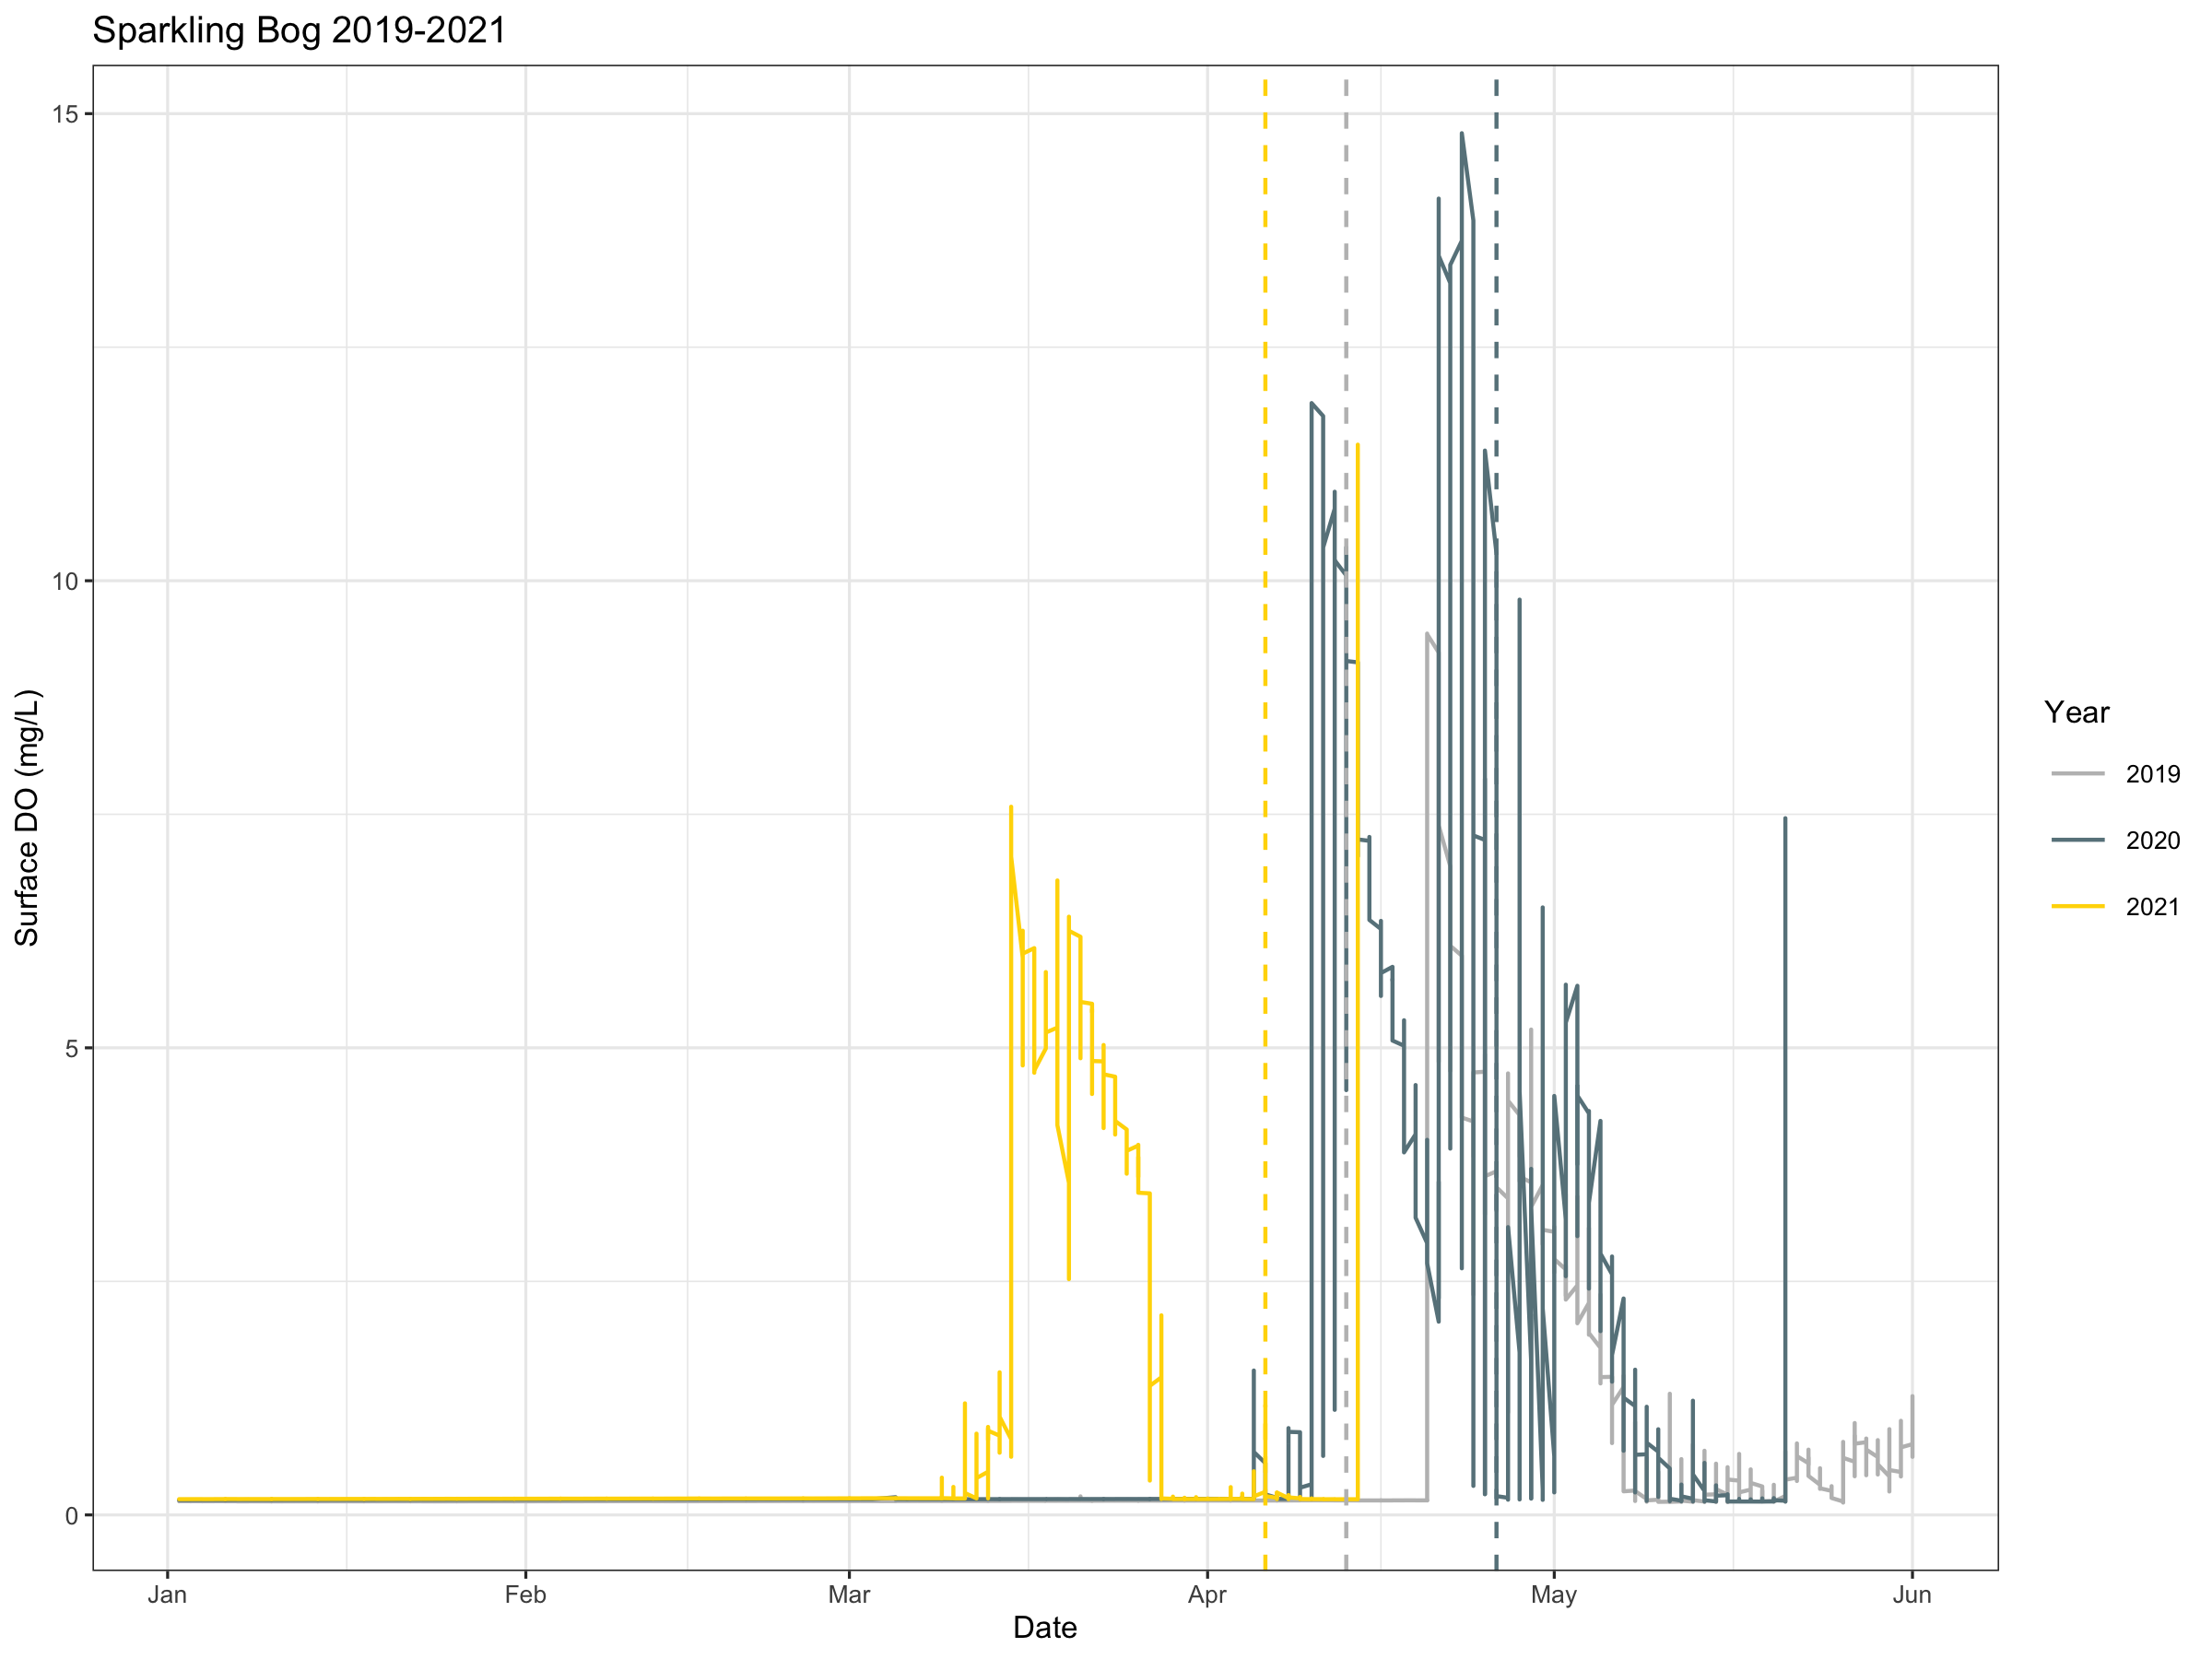 Sparkling Bog 2019-2021
15
10
5
0
Surface DO (mg/L)
Jan
Feb
Mar
Apr
May
Jun
Date
Year
2019
2020
2021